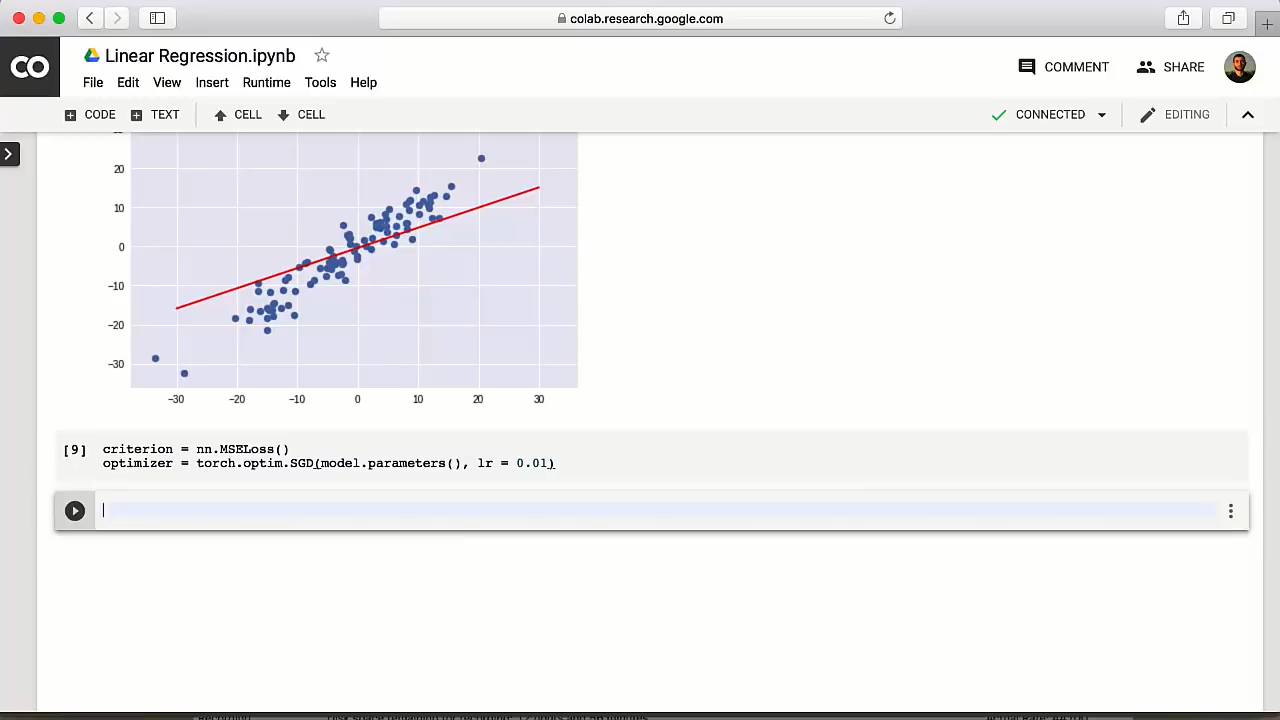 colab.research.google.com
CO
Linear Regression.ipynb
COMMENT
SHARE
File Edit View Insert Runtime Tools Help
CODE TEXT CELL CELL
CONNECTED
EDITING
20
10
0
−10
−20
−30
−30 −20 −10 0 10 20 30
[9] criterion = nn.MSELoss()
optimizer = torch.optim.SGD(model.parameters(), lr = 0.01)